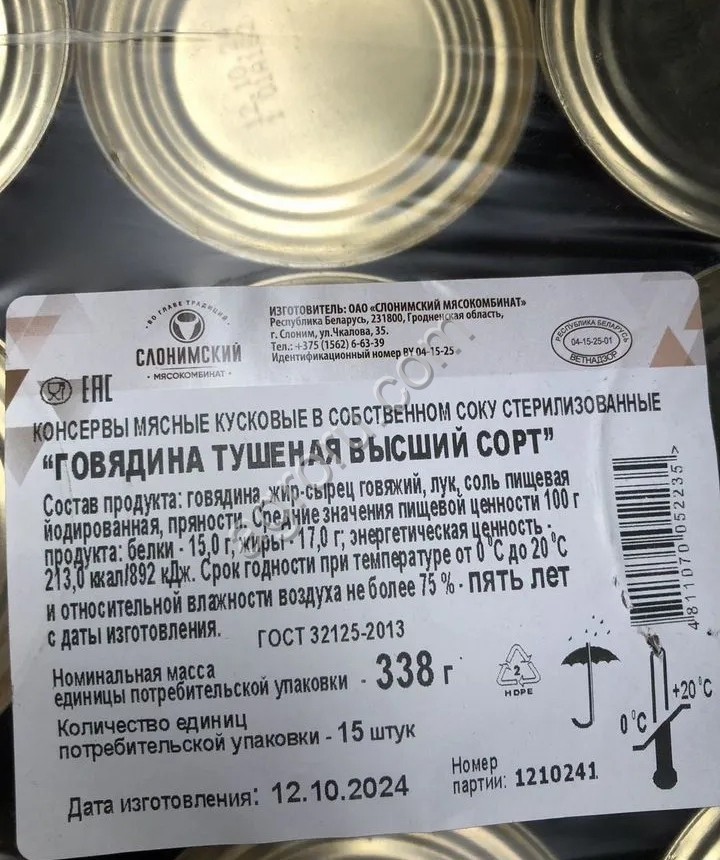 ВО ГЛАВЕ ТРАДИЦИЙ
СЛОНИМСКИЙ
МЯСОКОМБИНАТ
ИЗГОТОВИТЕЛЬ: ОАО «СЛОНИМСКИЙ МЯСОКОМБИНАТ»
Республика Беларусь, 231800, Гродненская область,
г. Слоним, ул.Чкалова, 35.
Тел.: +375 (1562) 6-63-39
Идентификационный номер BY 04-15-25
РЕСПУБЛИКА БЕЛАРУСЬ
04-15-25-01
ВЕТНАДЗОР
ЕАС
КОНСЕРВЫ МЯСНЫЕ КУСКОВЫЕ В СОБСТВЕННОМ СОКУ СТЕРИЛИЗОВАННЫЕ
"ГОВЯДИНА ТУШЕНАЯ ВЫСШИЙ СОРТ"
Состав продукта: говядина, жир-сырец говяжий, лук, соль пищевая
йодированная, пряности. Средние значения пищевой ценности 100 г
продукта: белки - 15,0 г; жиры - 17,0 г; энергетическая ценность -
213,0 ккал/892 кДж. Срок годности при температуре от 0°С до 20°С
и относительной влажности воздуха не более 75 % - ПЯТЬ ЛЕТ
с даты изготовления.
ГОСТ 32125-2013
4811070052235>
Номинальная масса
единицы потребительской упаковки - 338 г
2
HDPE
0°С
+20°С
Количество единиц
потребительской упаковки - 15 штук
Дата изготовления: 12.10.2024
Номер
партии: 1210241
agroru.com